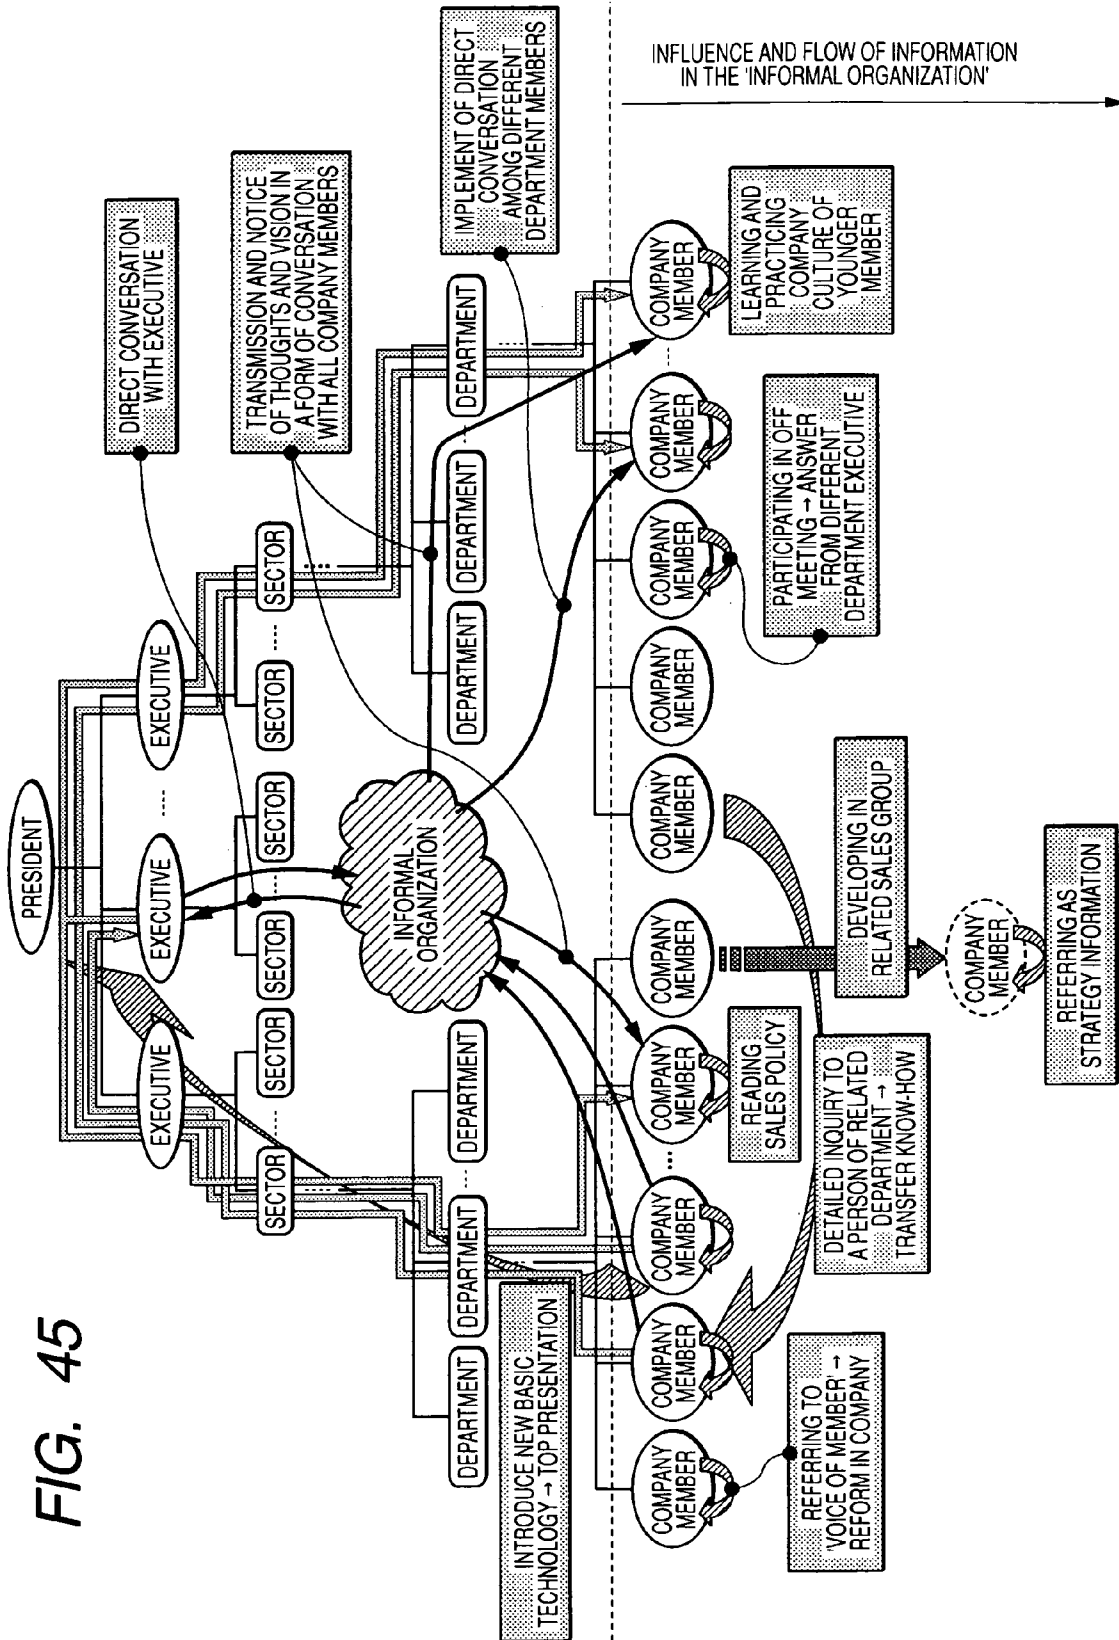 FIG. 45
PRESIDENT
EXECUTIVE
EXECUTIVE
EXECUTIVE
DIRECT CONVERSATION
WITH EXECUTIVE
SECTOR
SECTOR
SECTOR
SECTOR
SECTOR
SECTOR
TRANSMISSION AND NOTICE
OF THOUGHTS AND VISION IN
A FORM OF CONVERSATION
WITH ALL COMPANY MEMBERS
INFORMAL
ORGANIZATION
DEPARTMENT
DEPARTMENT
DEPARTMENT
DEPARTMENT
DEPARTMENT
DEPARTMENT
IMPLEMENT OF DIRECT
CONVERSATION
AMONG DIFFERENT
DEPARTMENT MEMBERS
INTRODUCE NEW BASIC
TECHNOLOGY → TOP PRESENTATION
INFLUENCE AND FLOW OF INFORMATION
IN THE 'INFORMAL ORGANIZATION'
COMPANY
MEMBER
COMPANY
MEMBER
COMPANY
MEMBER
COMPANY
MEMBER
COMPANY
MEMBER
COMPANY
MEMBER
COMPANY
MEMBER
COMPANY
MEMBER
COMPANY
MEMBER
COMPANY
MEMBER
REFERRING TO
'VOICE OF MEMBER' →
REFORM IN COMPANY
READING
SALES POLICY
DETAILED INQUIRY TO
A PERSON OF RELATED
DEPARTMENT →
TRANSFER KNOW-HOW
DEVELOPING IN
RELATED SALES GROUP
PARTICIPATING IN OFF
MEETING → ANSWER
FROM DIFFERENT
DEPARTMENT EXECUTIVE
LEARNING AND
PRACTICING
COMPANY
CULTURE OF
YOUNGER
MEMBER
COMPANY
MEMBER
REFERRING AS
STRATEGY INFORMATION